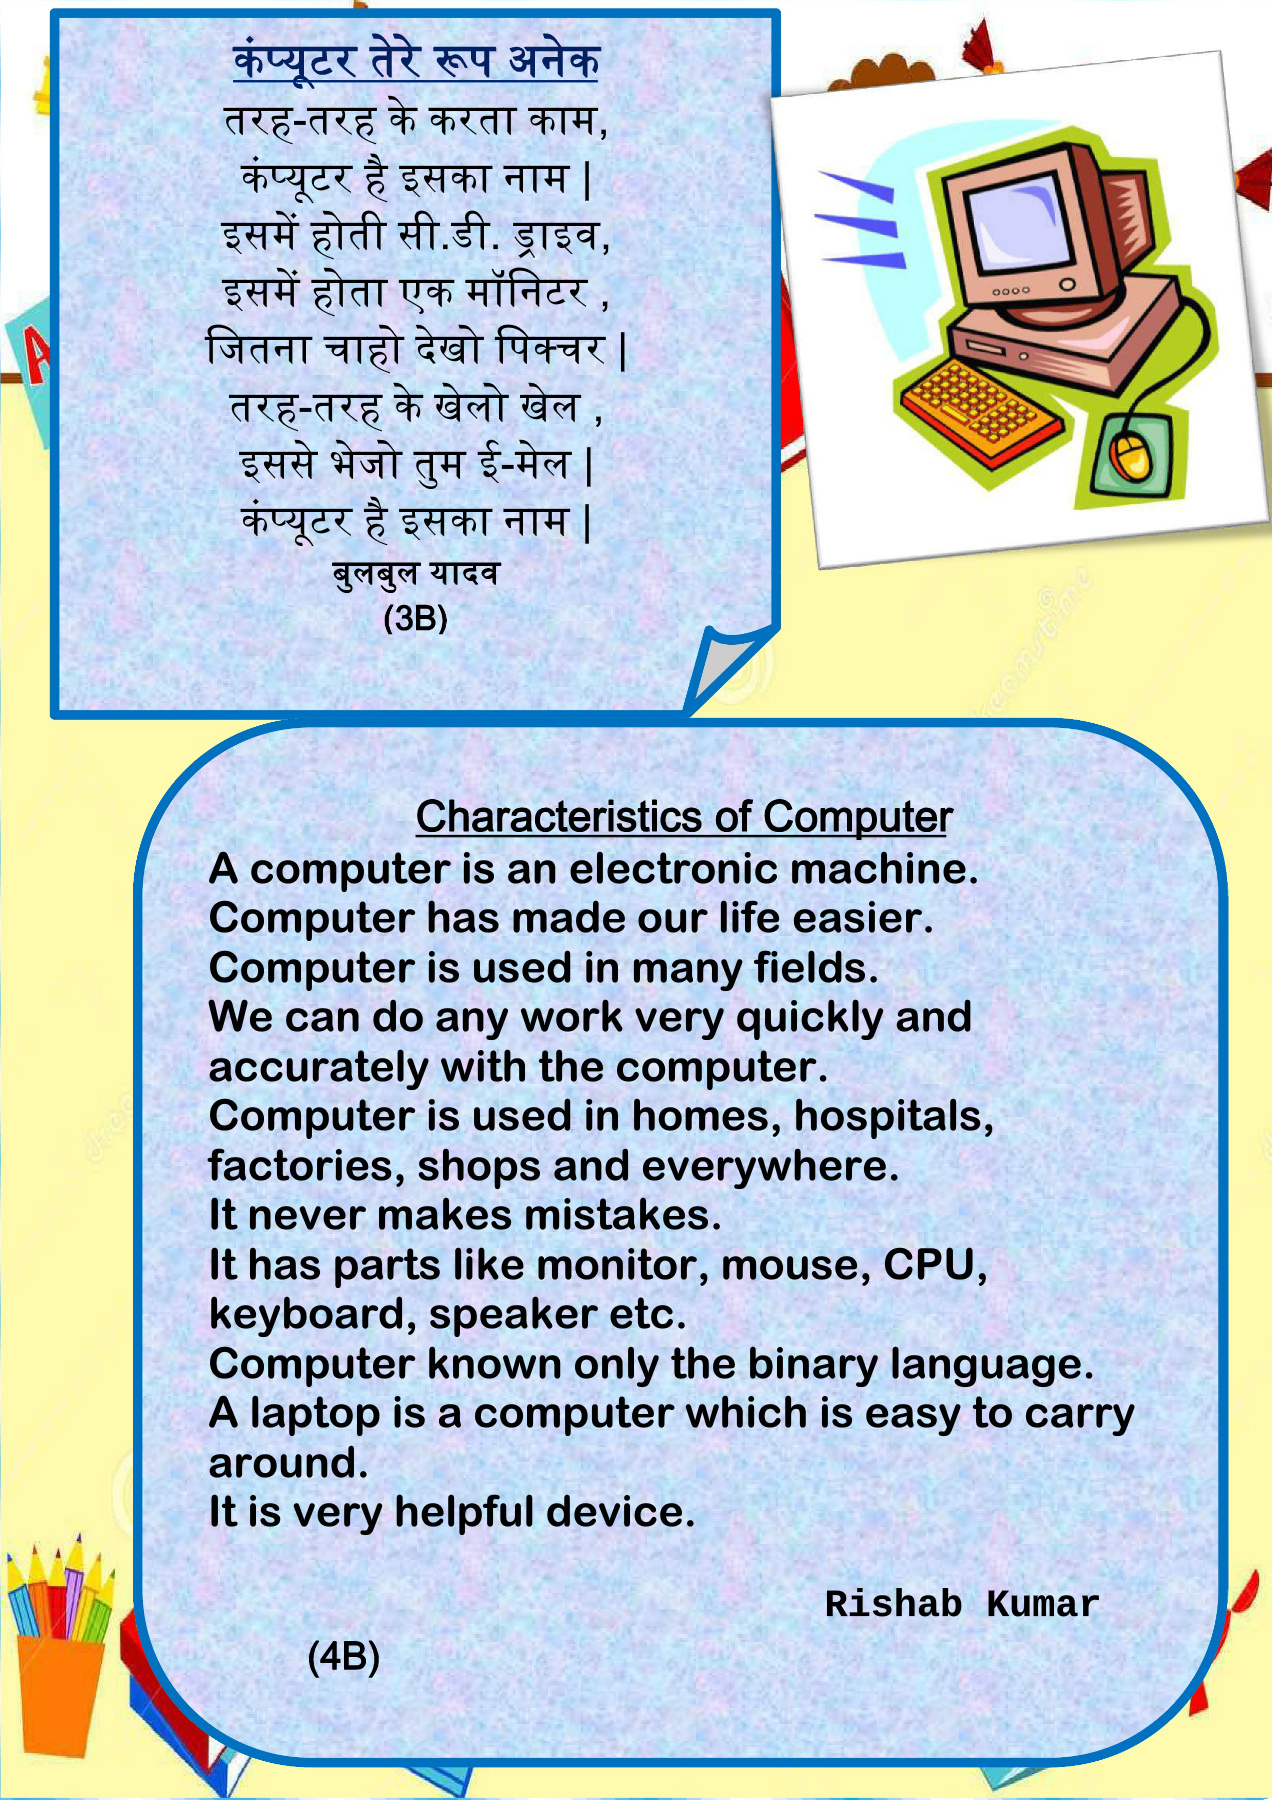 कंप्यूटर तेरे रूप अनेक
तरह-तरह के करता काम,
कंप्यूटर है इसका नाम |
इसमें होती सी.डी. ड्राइव,
इसमें होता एक मॉनिटर ,
जितना चाहो देखो पिक्चर |
तरह-तरह के खेलो खेल ,
इससे भेजो तुम ई-मेल |
कंप्यूटर है इसका नाम |
बुलबुल यादव
(3B)
A
Characteristics of Computer
A computer is an electronic machine.
Computer has made our life easier.
Computer is used in many fields.
We can do any work very quickly and
accurately with the computer.
Computer is used in homes, hospitals,
factories, shops and everywhere.
It never makes mistakes.
It has parts like monitor, mouse, CPU,
keyboard, speaker etc.
Computer known only the binary language.
A laptop is a computer which is easy to carry
around.
It is very helpful device.
Rishab Kumar
(4B)